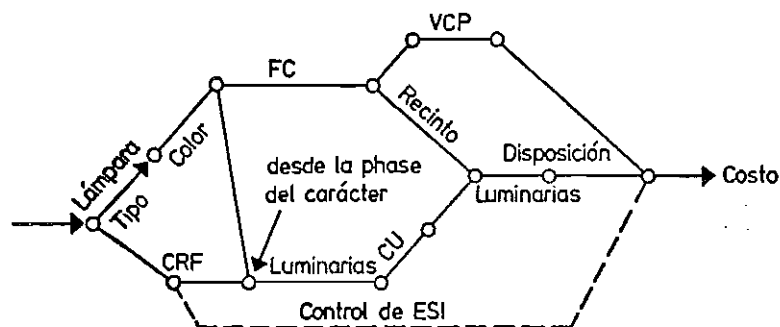 VCP
FC
Recinto
Lámpara
Color
Tipo
desde la phase
del carácter
Disposición
Luminarias
Costo
CRF
Luminarias
CU
Control de ESI